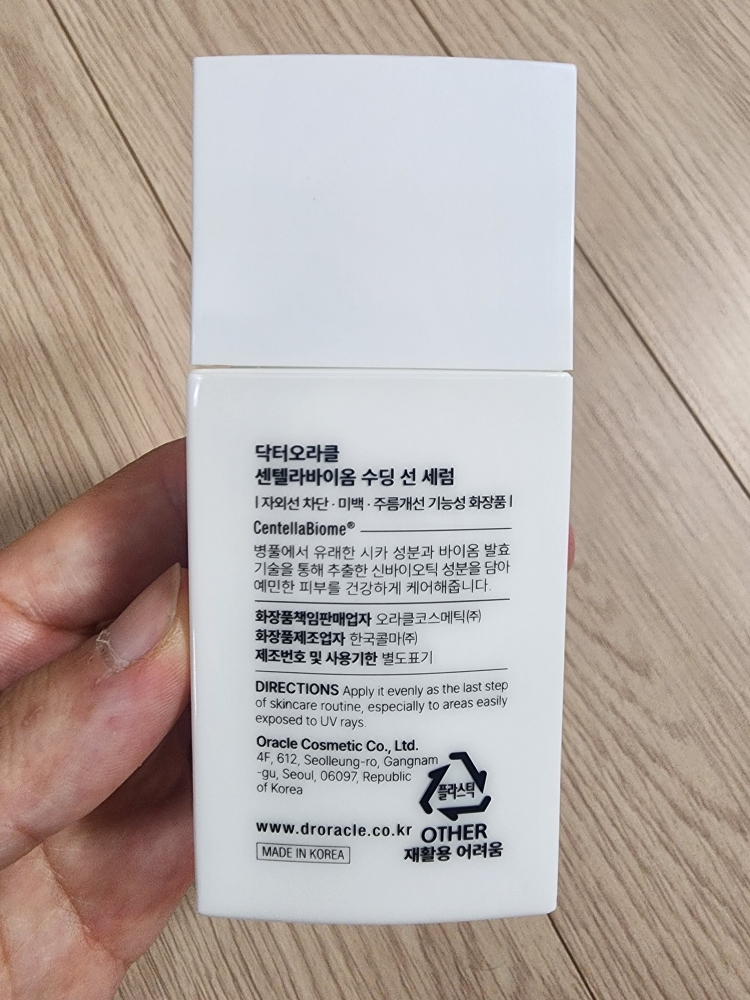 닥터오라클
센텔라바이옴 수딩 선 세럼
| 자외선 차단 · 미백 · 주름개선 기능성 화장품 |
CentellaBiome®
병풀에서 유래한 시카 성분과 바이옴 발효
기술을 통해 추출한 신바이오틱 성분을 담아
예민한 피부를 건강하게 케어해줍니다.
화장품책임판매업자 오라클코스메틱(주)
화장품제조업자 한국콜마(주)
제조번호 및 사용기한 별도표기
DIRECTIONS Apply it evenly as the last step
of skincare routine, especially to areas easily
exposed to UV rays.
Oracle Cosmetic Co., Ltd.
4F, 612, Seolleung-ro, Gangnam
-gu, Seoul, 06097, Republic
of Korea
플라스틱
www.droracle.co.kr
OTHER
MADE IN KOREA
재활용 어려움